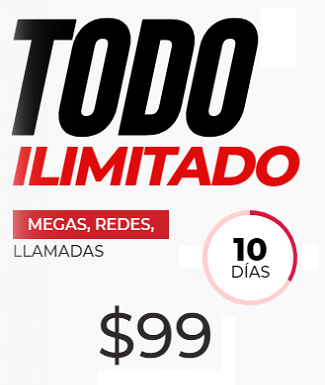 TODO
ILIMITADO
MEGAS, REDES,
LLAMADAS
10
DÍAS
$99